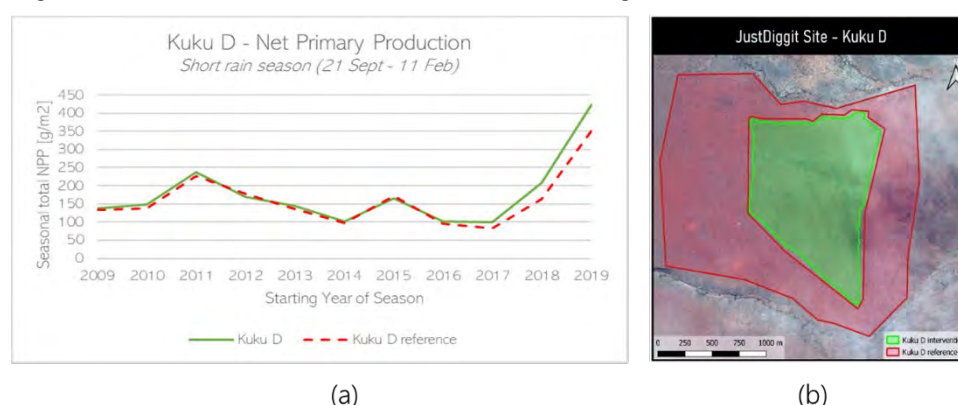 Kuku D - Net Primary Production
Short rain season (21 Sept - 11 Feb)
Seasonal total NPP [g/m2]
450
400
350
300
250
200
150
100
50
0
2009 2010 2011 2012 2013 2014 2015 2016 2017 2018 2019
Starting Year of Season
Kuku D Kuku D reference
(a)
JustDiggit Site - Kuku D
0 250 500 750 1000 m
Kuku D interventi
Kuku D reference
(b)